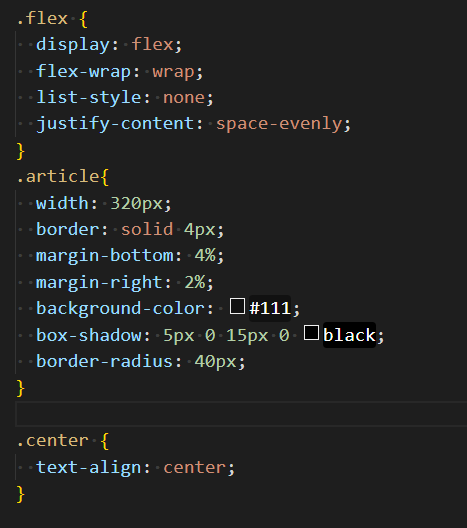 .flex {
  display: flex;
  flex-wrap: wrap;
  list-style: none;
  justify-content: space-evenly;
}
.article{
  width: 320px;
  border: solid 4px;
  margin-bottom: 4%;
  margin-right: 2%;
  background-color: #111;
  box-shadow: 5px 0 15px 0 black;
  border-radius: 40px;
}

.center {
  text-align: center;
}